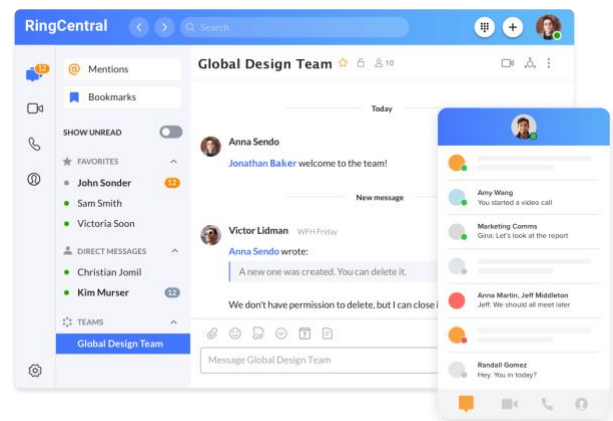 RingCentral
Search
12
Mentions
Bookmarks
SHOW UNREAD
FAVORITES
John Sonder 12
Sam Smith
Victoria Soon
DIRECT MESSAGES
Christian Jomil
Kim Murser 12
TEAMS
Global Design Team
Global Design Team 10
Today
Anna Sendo
Jonathan Baker welcome to the team!
New message
Victor Lidman WFH Friday
Anna Sendo wrote:
A new one was created. You can delete it.
We don't have permission to delete, but I can close i
Message Global Design Team
Amy Wang
You started a video call
Marketing Comms
Gina: Let's look at the report
Anna Martin, Jeff Middleton
Jeff: We should all meet later
Randall Gomez
Hey. You in today?